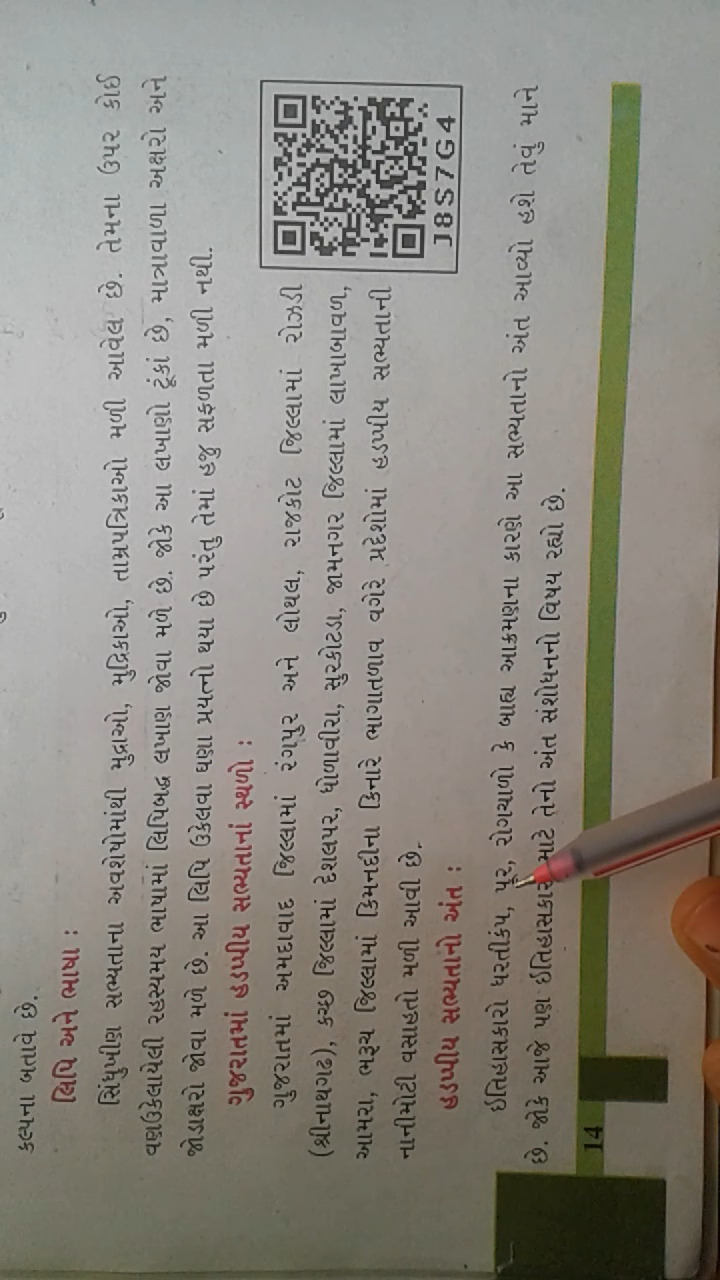 કલ્પના બતાવે છે.
લિપિ અને ભાષા :
સિંધુખીણ સભ્યતાના અવશેષોમાંથી મુદ્રાઓ, મુદ્રિકાઓ, તામ્રપત્રિકાઓ મળી આવેલ છે. તેમના ઉપર કોઈ
વણઉકેલાયેલી રહસ્યમય ભાષામાં લિપિબદ્ધ લખાણ જોવા મળે છે. જોકે આ લખાણો ટૂંકાં છે, માત્રાવાળા અક્ષરો અને
જોડાક્ષરો જોવા મળે છે. આ લિપિ ઉકેલવા ઘણા પ્રયત્નો થયા છે પરંતુ તેમાં હજુ સફળતા મળી નથી.
ગુજરાતમાં હડપ્પીય સભ્યતાનાં સ્થળો :
ગુજરાતમાં અમદાવાદ જિલ્લામાં રંગપુર અને લોથલ, રાજકોટ જિલ્લામાં રોઝડી
(શ્રીનાથગઢ), કચ્છ જિલ્લામાં દેશલપર, ધોળાવીરા, સુરકોટડા, જામનગર જિલ્લામાં લાખાબાવળ,
આમરા, ભરૂચ જિલ્લામાં કિમનદીના કિનારે ભાગાતળાવ વગેરે પ્રદેશોમાં હડપ્પીય સભ્યતાની
નાનીમોટી વસાહતો મળી આવી છે.
J8S7G4
હડપ્પીય સભ્યતાનો અંત :
ઇતિહાસકારો ધરતીકંપ, પૂર, રોગચાળો કે બાહ્ય આક્રમણના કારણે આ સભ્યતાનો અંત આવ્યો હશે તેવું માને
છે. જોકે આજે પણ ઇતિહાસકારો માટે તેનો અંત સંશોધનનો વિષય રહ્યો છે.
14